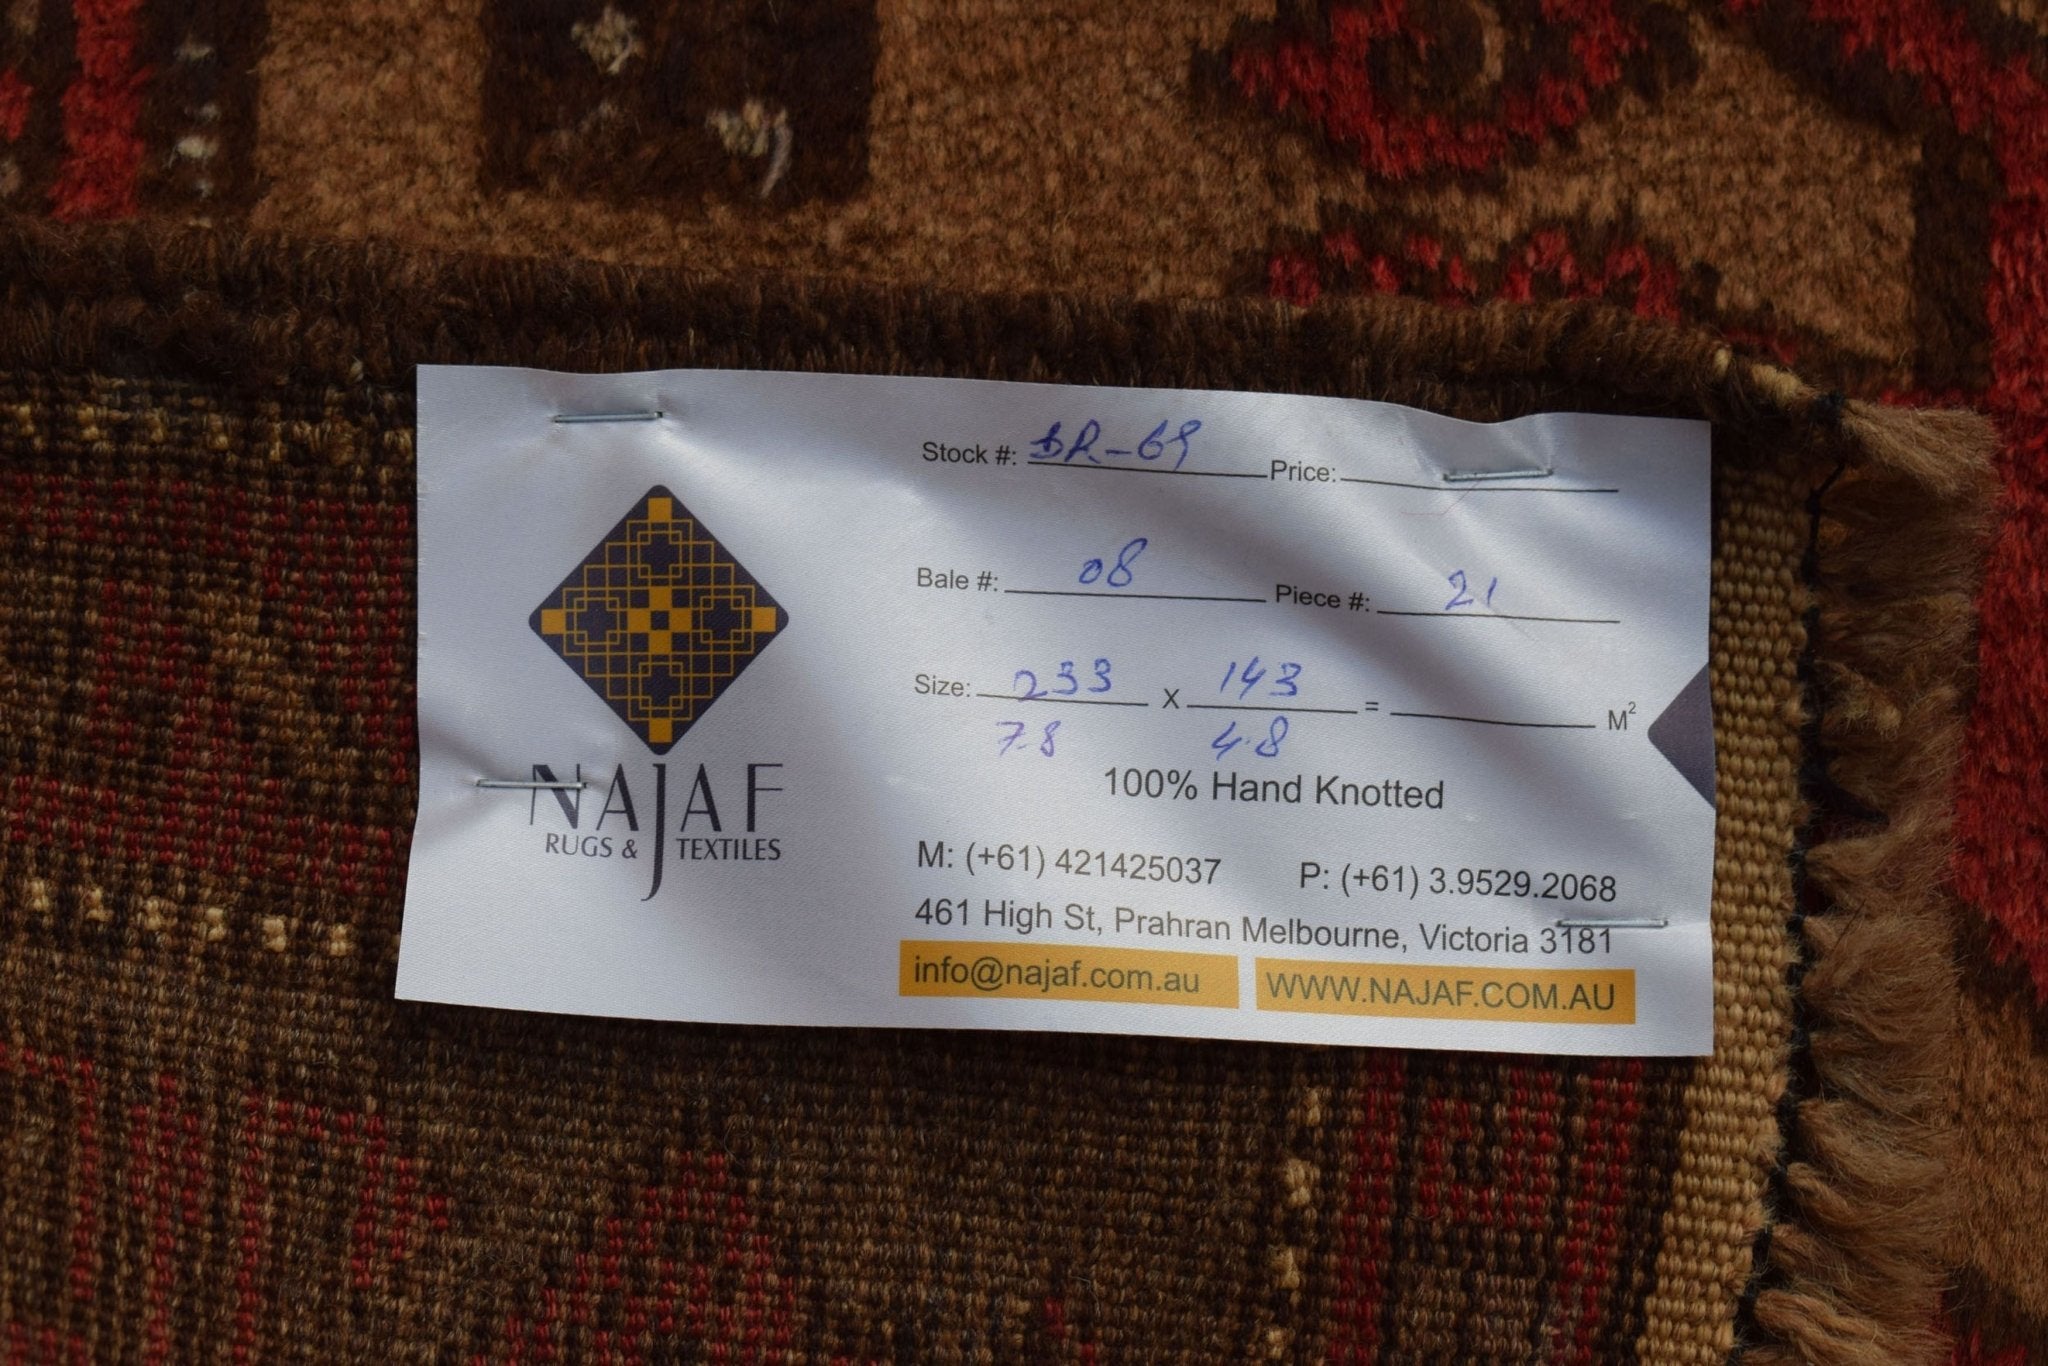 Stock #: BR-69 Price:
Bale #: 08 Piece #: 21
Size: 233 X 143 = M²
7.8 4.8
100% Hand Knotted
NAJAF
RUGS & TEXTILES
M: (+61) 421425037 P: (+61) 3.9529.2068
461 High St, Prahran Melbourne, Victoria 3181
info@najaf.com.au WWW.NAJAF.COM.AU